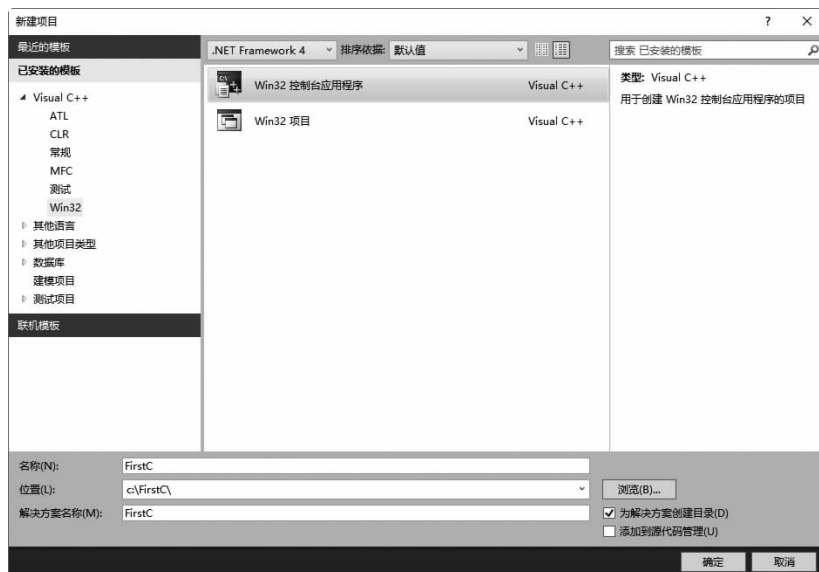 新建项目
? ×
最近的模板
已安装的模板
Visual C++
ATL
CLR
常规
MFC
测试
Win32
其他语言
其他项目类型
数据库
建模项目
测试项目
联机模板
.NET Framework 4 排序依据: 默认值
Win32 控制台应用程序 Visual C++
Win32 项目 Visual C++
搜索 已安装的模板
类型: Visual C++
用于创建 Win32 控制台应用程序的项目
名称(N): FirstC
位置(L): c:\FirstC\ 浏览(B)...
解决方案名称(M): FirstC
为解决方案创建目录(D)
添加到源代码管理(U)
确定 取消